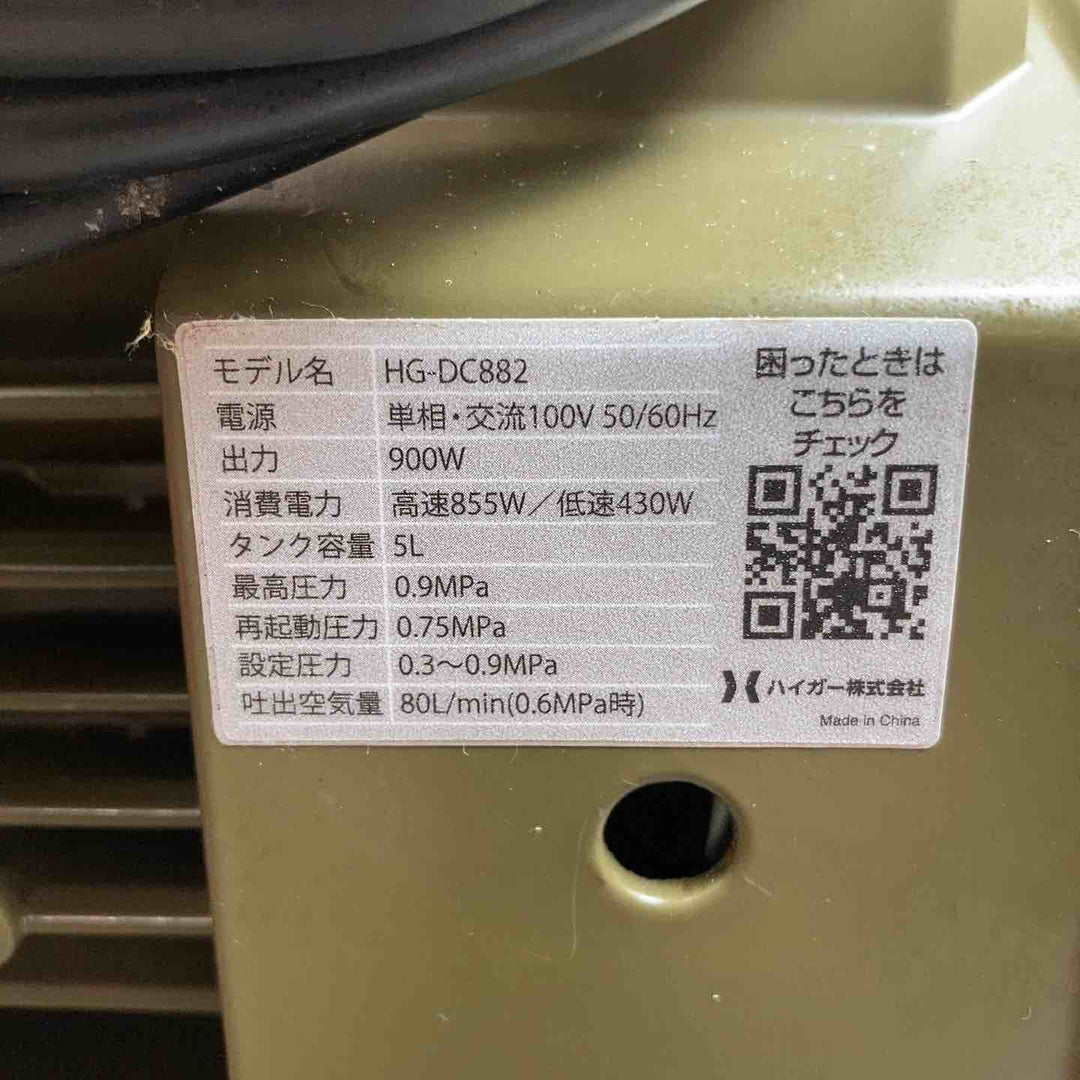 モデル名 HG-DC882
電源 単相・交流100V 50/60Hz
出力 900W
消費電力 高速855W／低速430W
タンク容量 5L
最高圧力 0.9MPa
再起動圧力 0.75MPa
設定圧力 0.3～0.9MPa
吐出空気量 80L/min(0.6MPa時)
困ったときは
こちらを
チェック
ハイガー株式会社
Made in China